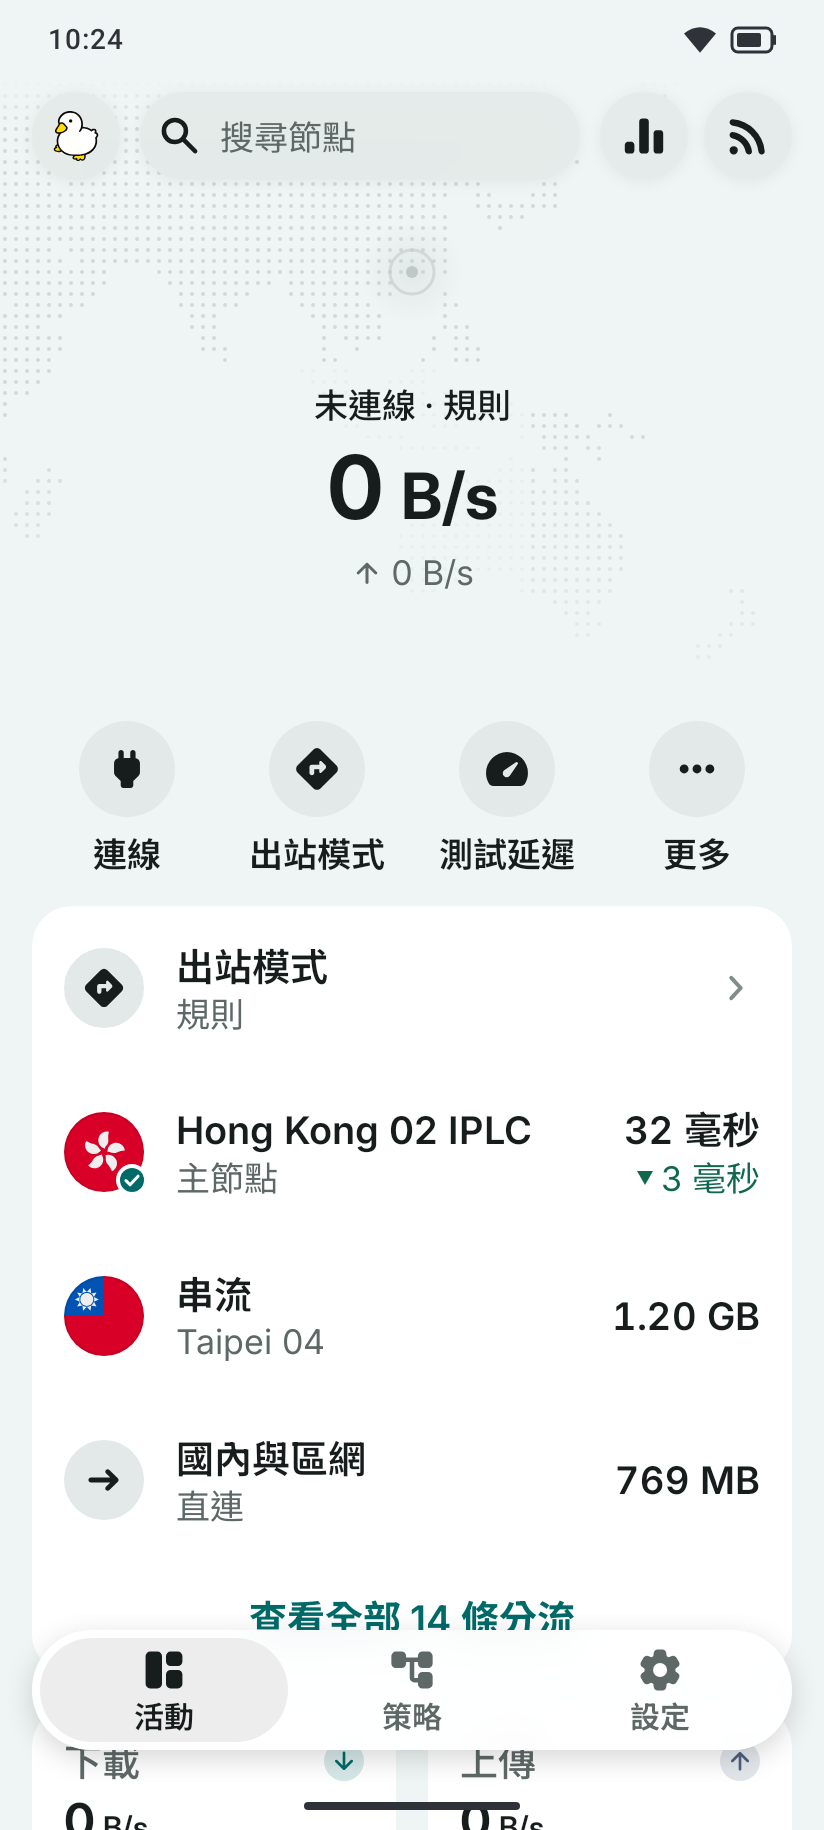 10:24
搜尋節點
未連線 · 規則
0 B/s
↑ 0 B/s
連線
出站模式
測試延遲
更多
出站模式
規則
Hong Kong 02 IPLC
32 毫秒
主節點
▼3 毫秒
串流
Taipei 04
1.20 GB
國內與區網
直連
769 MB
查看全部 14 條分流
活動
策略
設定
下載
上傳
0 B/s
0 B/s